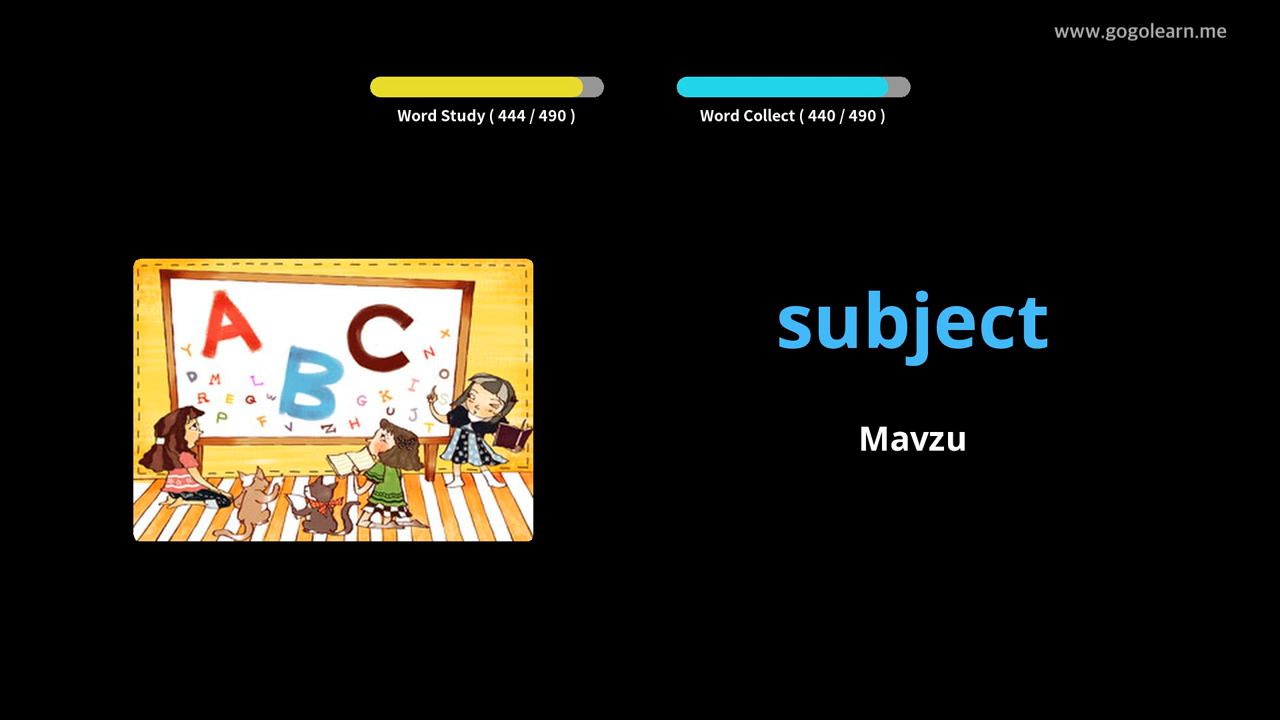 www.gogolearn.me
Word Study ( 444 / 490 )
Word Collect ( 440 / 490 )
A
C
B
X
Y
N
D M L
O
I
R E Q W
G K
S
P
U J
F
V
Z H
T
subject
Mavzu